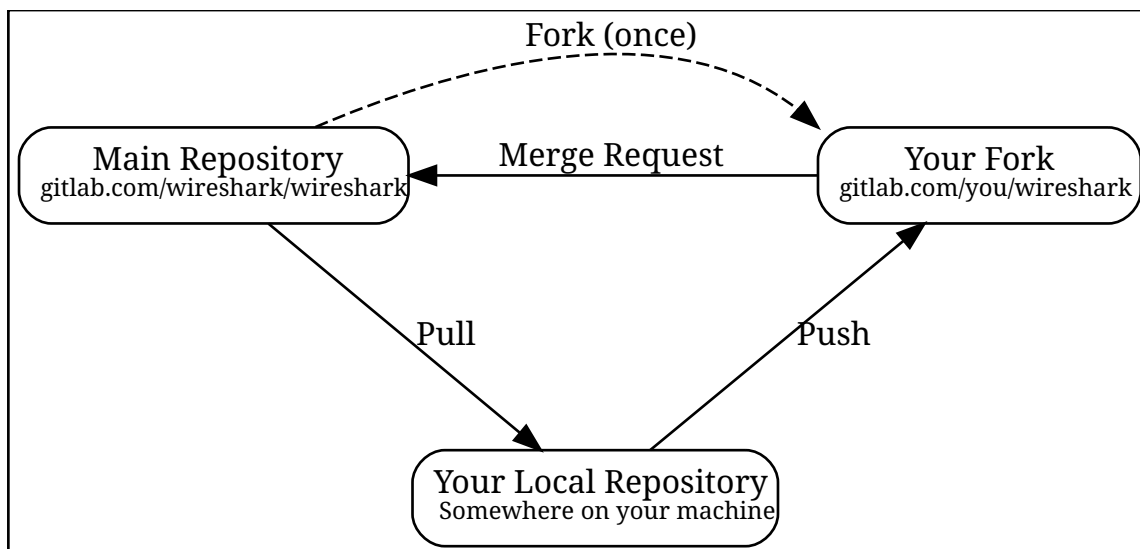 Fork (once)
Main Repository
gitlab.com/wireshark/wireshark
Merge Request
Your Fork
gitlab.com/you/wireshark
Pull
Push
Your Local Repository
Somewhere on your machine